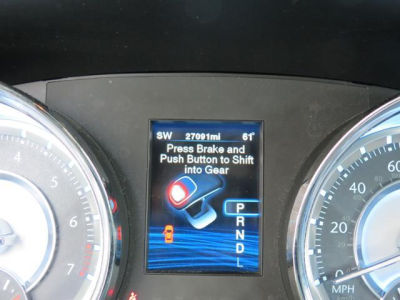 SW 27091mi 61°
Press Brake and
Push Button to Shift
into Gear
P
R
N
D
L
4
5
6
7
60
40
20
0
MPH